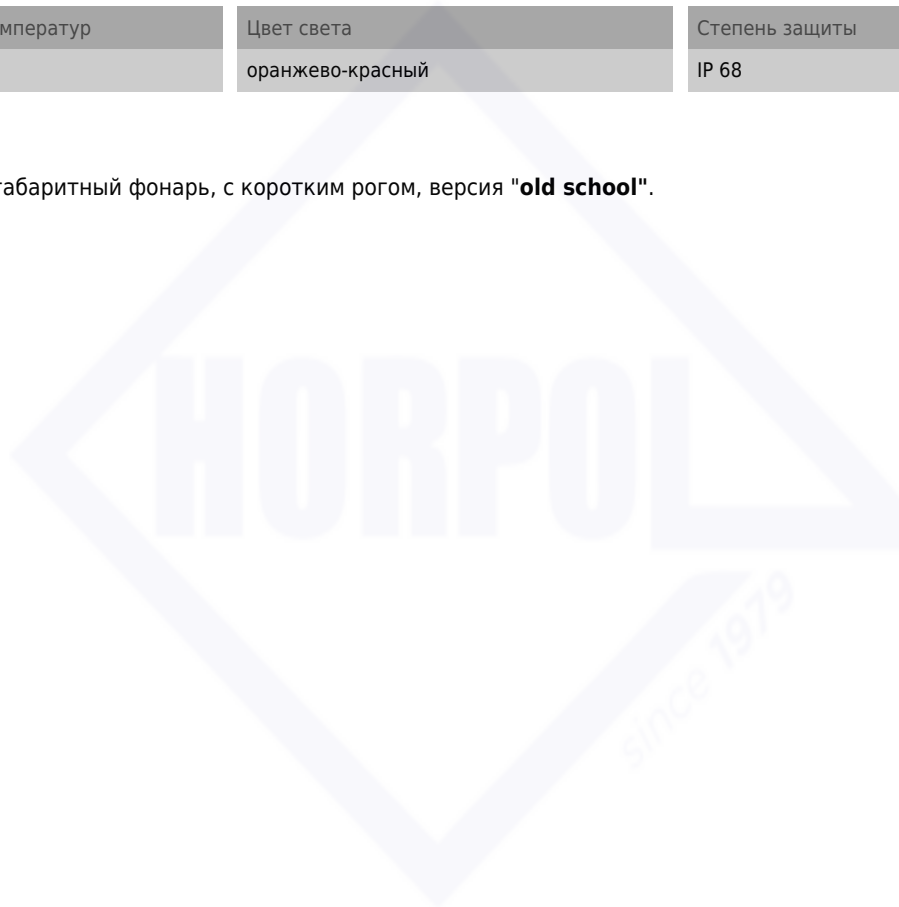 мператур Цвет света Степень защиты
оранжево-красный IP 68
габаритный фонарь, с коротким рогом, версия "old school".
HORPOL
since 1979